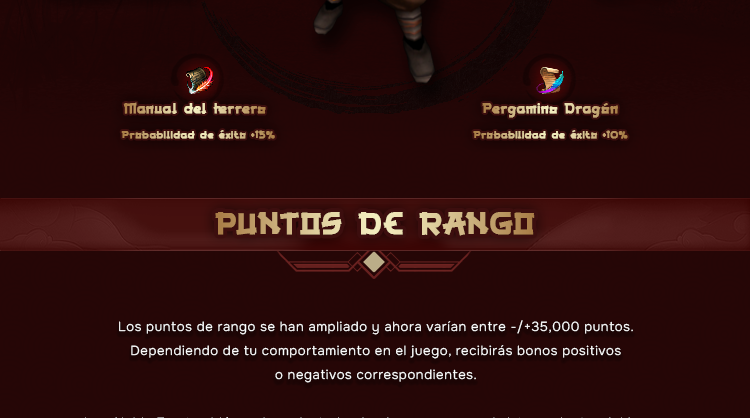 Manual del ferrero
Probabilidad de éxito +15%
Pergamino Dragón
Probabilidad de éxito +10%
PUNTOS DE RANGO
Los puntos de rango se han ampliado y ahora varían entre -/+35,000 puntos.
Dependiendo de tu comportamiento en el juego, recibirás bonos positivos
o negativos correspondientes.